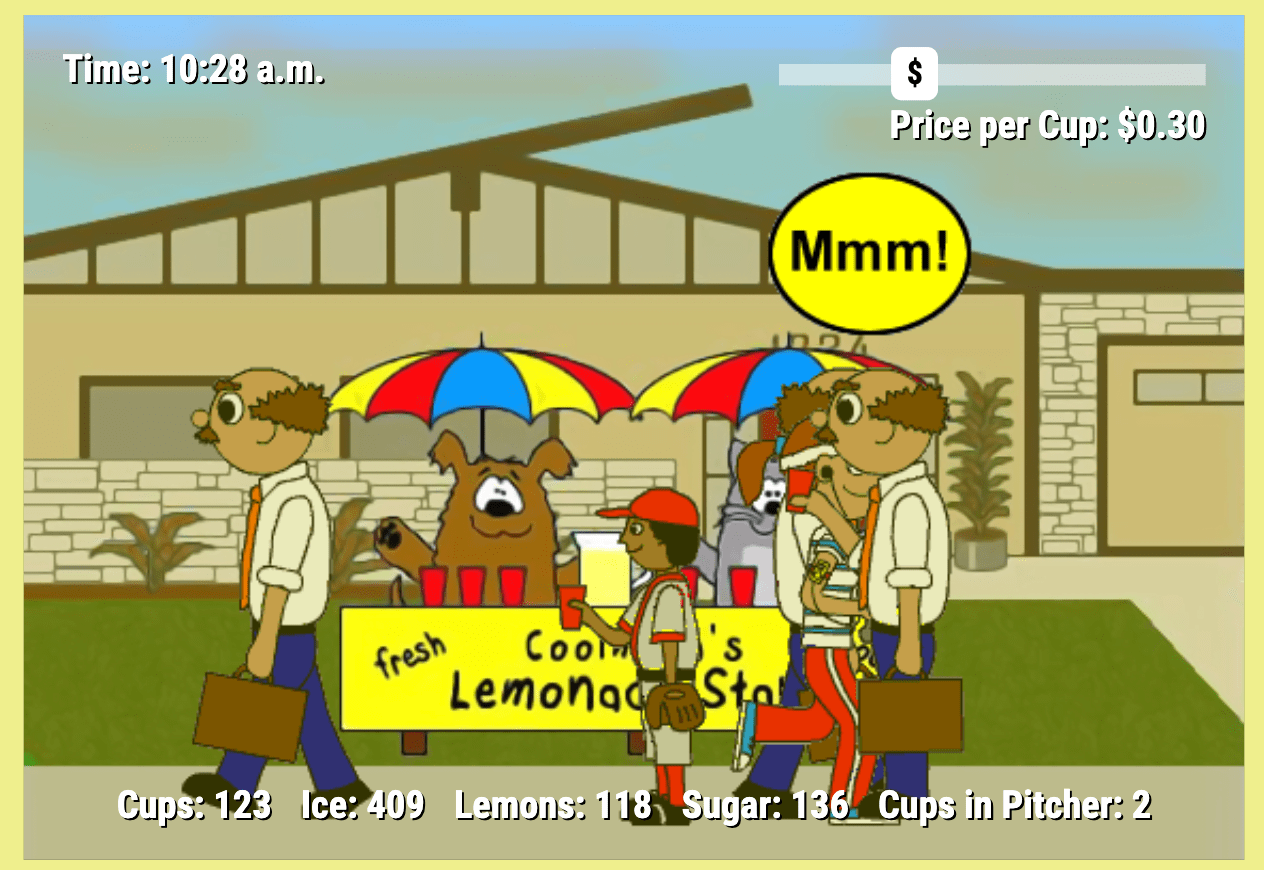 Time: 10:28 a.m.
$
Price per Cup: $0.30
Mmm!
fresh
Lemona Sta
Cups: 123 Ice: 409 Lemons: 118 Sugar: 136 Cups in Pitcher: 2